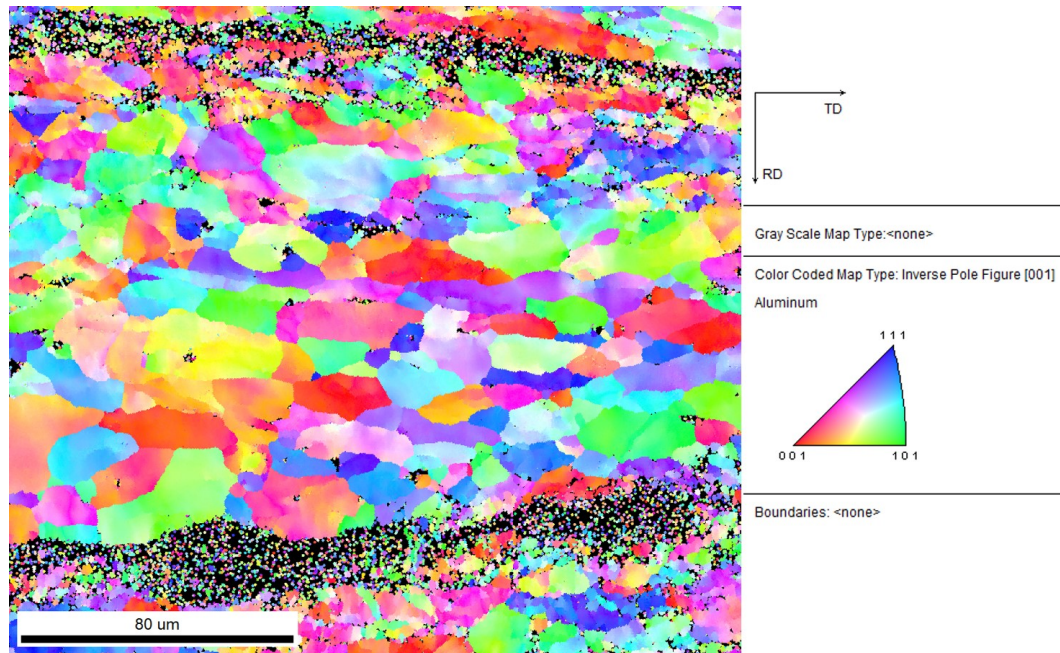 TD
RD
Gray Scale Map Type:<none>
Color Coded Map Type: Inverse Pole Figure [001]
Aluminum
1 1 1
0 0 1
1 0 1
Boundaries: <none>
80 um